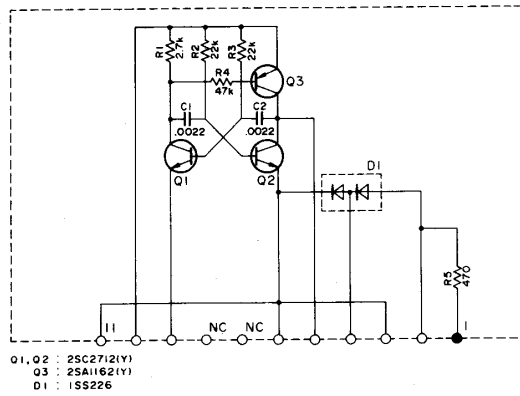 R1
2.7k
R2
22k
R3
22k
R4
47k
Q3
C1
.0022
C2
.0022
Q1
Q2
D1
R5
470
11
NC
NC
1
Q1,Q2 : 2SC2712(Y)
Q3 : 2SA1162(Y)
D1 : 1SS226